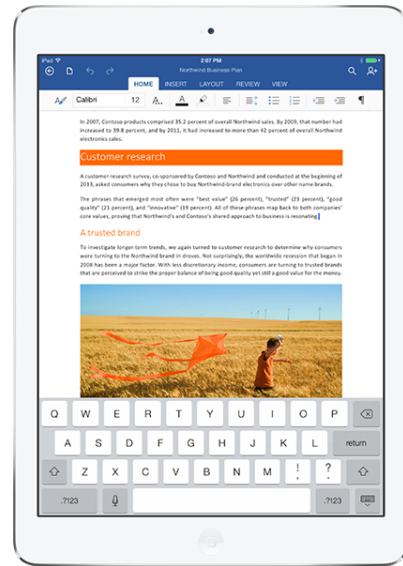 iPad 2:07 PM
Northwind Business Plan
HOME INSERT LAYOUT REVIEW VIEW
Calibri 12 A.. A
In 2007, Contoso products comprised 35.2 percent of overall Northwind sales. By 2009, that number had
increased to 39.8 percent, and by 2011, it had increased to more than 42 percent of overall Northwind
electronics sales.
Customer research
A customer research survey, co-sponsored by Contoso and Northwind and conducted at the beginning of
2013, asked consumers why they chose to buy Northwind-brand electronics over other name brands.
The phrases that emerged most often were "best value" (26 percent), "trusted" (23 percent), "good
quality" (21 percent), and "innovative" (19 percent). All of these phrases map back to both companies'
core values, proving that Northwind's and Contoso's shared approach to business is resonating.
A trusted brand
To investigate longer-term trends, we again turned to customer research to determine why consumers
were turning to the Northwind brand in droves. Not surprisingly, the worldwide recession that began in
2008 has been a major factor. With less discretionary income, consumers are turning to trusted brands
that are perceived to strike the proper balance of being good quality yet still a good value for the money.
Q W E R T Y U I O P
A S D F G H J K L return
Z X C V B N M ! , ? .
.?123 .?123